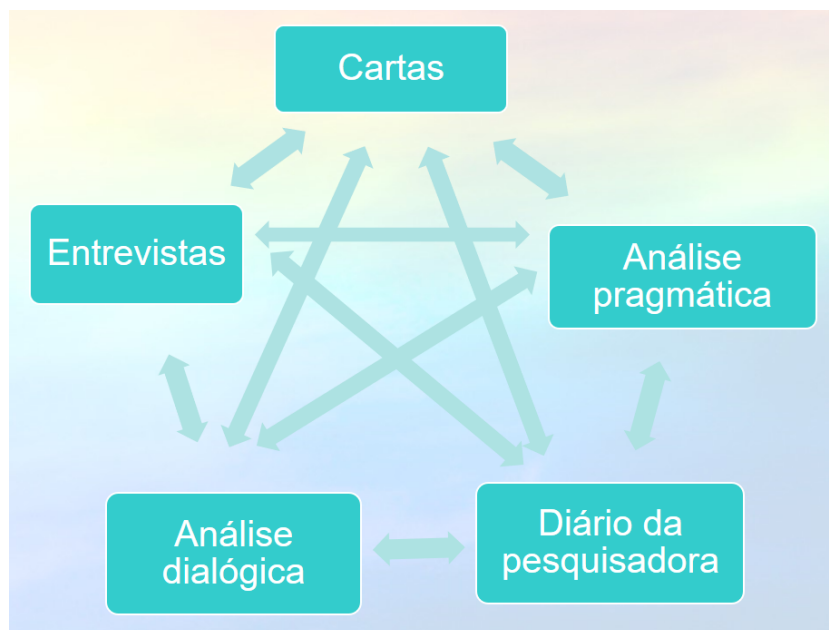 Cartas
Entrevistas
Análise
pragmática
Análise
dialógica
Diário da
pesquisadora